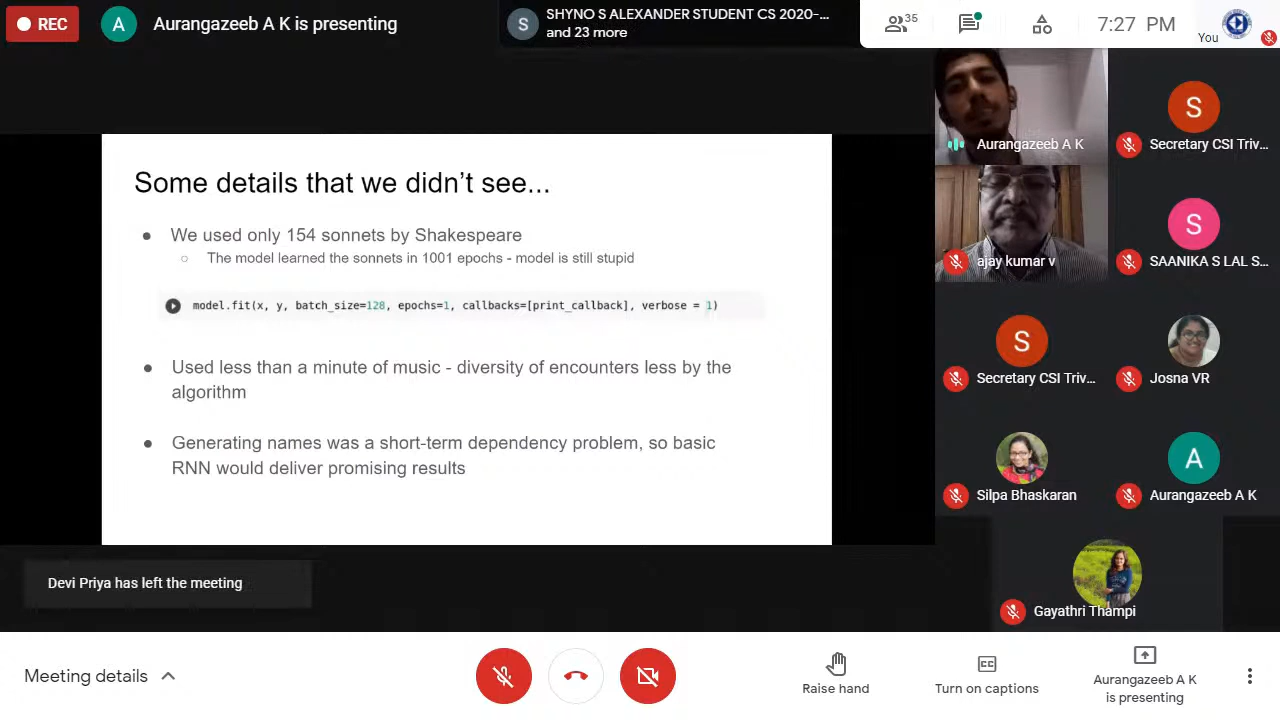 REC
A
Aurangazeeb A K is presenting
S
SHYNO S ALEXANDER STUDENT CS 2020-...
and 23 more
35
7:27 PM
You
Some details that we didn't see...
We used only 154 sonnets by Shakespeare
The model learned the sonnets in 1001 epochs - model is still stupid
model.fit(x, y, batch_size=128, epochs=1, callbacks=[print_callback], verbose = 1)
Used less than a minute of music - diversity of encounters less by the
algorithm
Generating names was a short-term dependency problem, so basic
RNN would deliver promising results
Aurangazeeb A K
S
Secretary CSI Triv...
ajay kumar v
S
SAANIKA S LAL S...
S
Secretary CSI Triv...
Josna VR
Silpa Bhaskaran
A
Aurangazeeb A K
Gayathri Thampi
Devi Priya has left the meeting
Meeting details
Raise hand
CC
Turn on captions
Aurangazeeb A K
is presenting